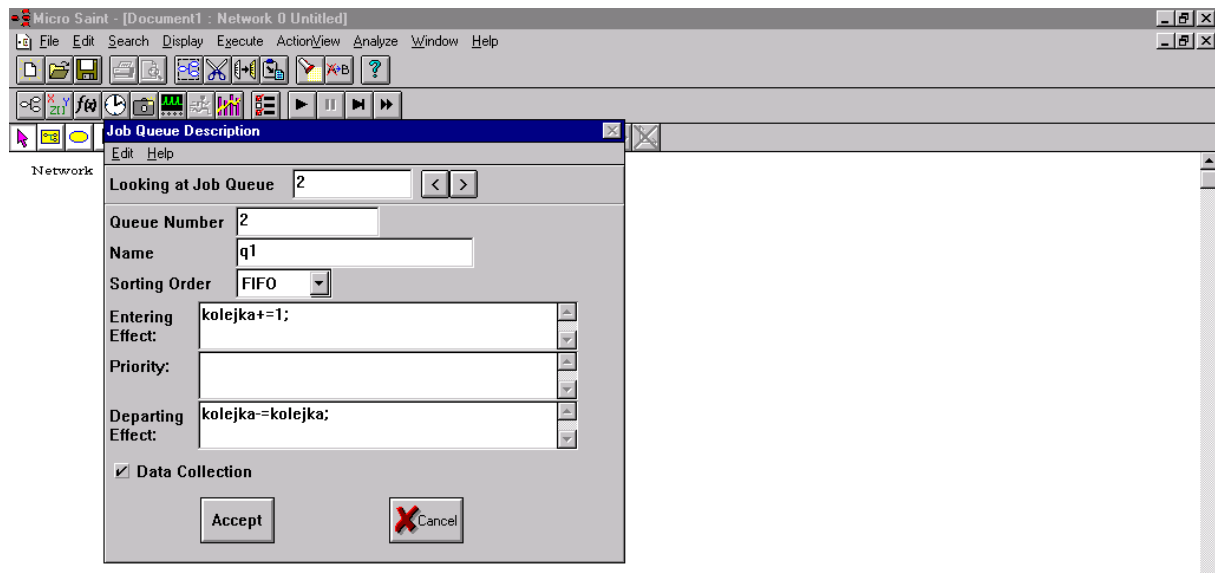 Micro Saint - [Document1 : Network 0 Untitled]
File Edit Search Display Execute ActionView Analyze Window Help
X→B ?
X Y Z() f(x)
Job Queue Description
Edit Help
Network
Looking at Job Queue 2 < >
Queue Number 2
Name q1
Sorting Order FIFO
Entering kolejka+=1;
Effect:
Priority:
Departing kolejka-=kolejka;
Effect:
Data Collection
Accept Cancel